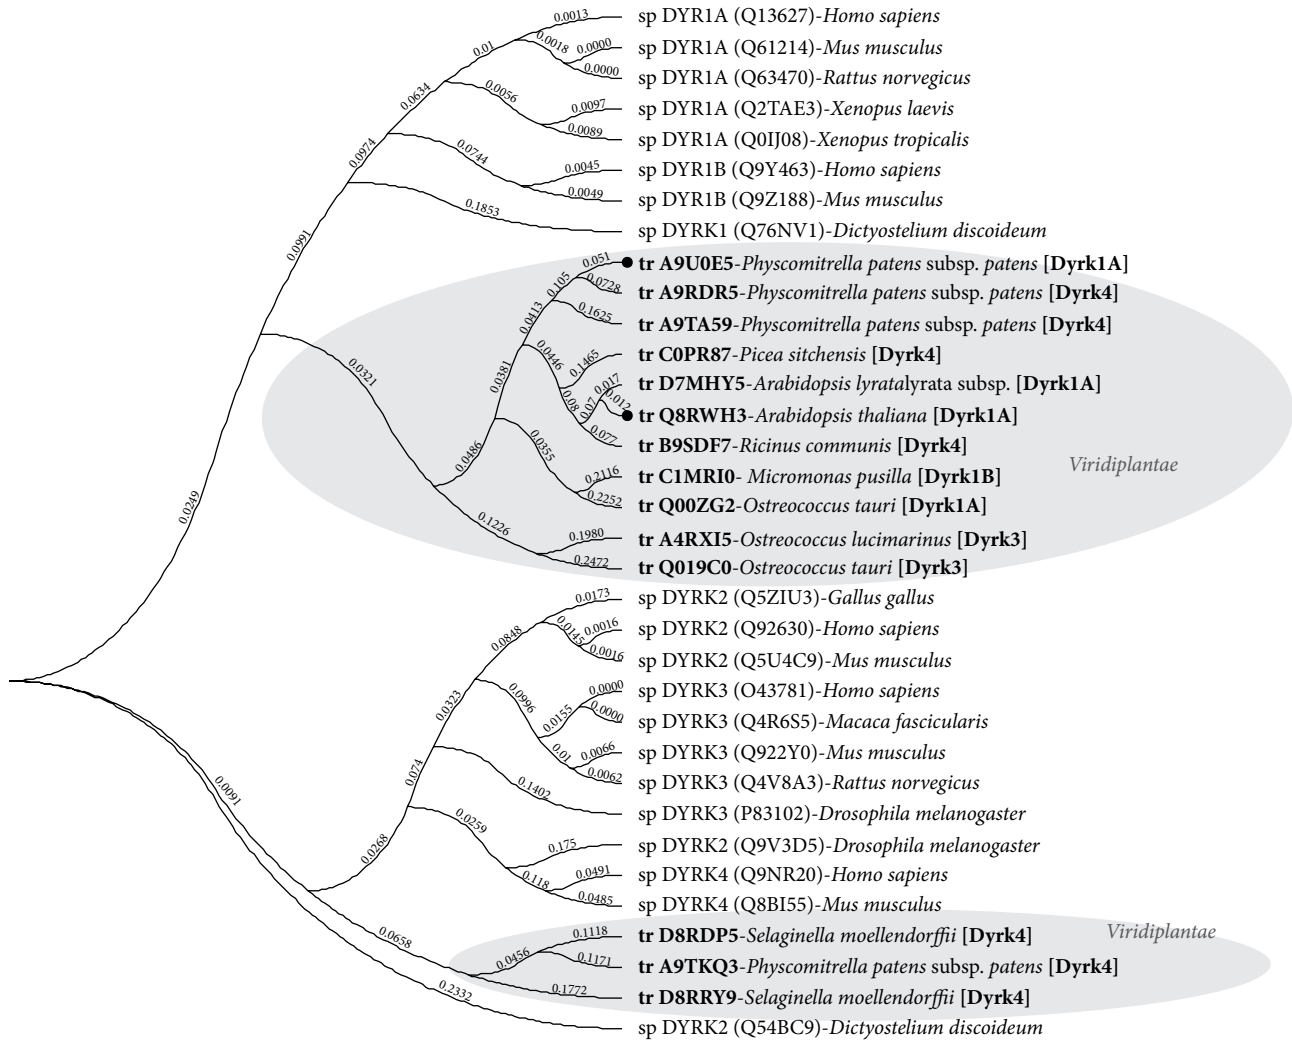 0.0013 sp DYR1A (Q13627)-Homo sapiens
0.01 0.0018 0.0000 sp DYR1A (Q61214)-Mus musculus
0.0000 sp DYR1A (Q63470)-Rattus norvegicus
0.0634 0.0056 0.0097 sp DYR1A (Q2TAE3)-Xenopus laevis
0.0089 sp DYR1A (Q0IJ08)-Xenopus tropicalis
0.0974 0.0744 0.0045 sp DYR1B (Q9Y463)-Homo sapiens
0.0049 sp DYR1B (Q9Z188)-Mus musculus
0.0991 0.1853 sp DYRK1 (Q76NV1)-Dictyostelium discoideum
0.051 tr A9U0E5-Physcomitrella patens subsp. patens [Dyrk1A]
0.105 0.0728 tr A9RDR5-Physcomitrella patens subsp. patens [Dyrk4]
0.0413 0.1625 tr A9TA59-Physcomitrella patens subsp. patens [Dyrk4]
0.0321 0.0381 0.0446 0.1465 tr C0PR87-Picea sitchensis [Dyrk4]
0.017 tr D7MHY5-Arabidopsis lyratalyrata subsp. [Dyrk1A]
0.08 0.07 0.012 tr Q8RWH3-Arabidopsis thaliana [Dyrk1A]
0.0486 0.0355 0.077 tr B9SDF7-Ricinus communis [Dyrk4]
Viridiplantae
0.2116 tr C1MRI0- Micromonas pusilla [Dyrk1B]
0.0249 0.2252 tr Q00ZG2-Ostreococcus tauri [Dyrk1A]
0.1226 0.1980 tr A4RXI5-Ostreococcus lucimarinus [Dyrk3]
0.2472 tr Q019C0-Ostreococcus tauri [Dyrk3]
0.0173 sp DYRK2 (Q5ZIU3)-Gallus gallus
0.0848 0.0145 0.0016 sp DYRK2 (Q92630)-Homo sapiens
0.0016 sp DYRK2 (Q5U4C9)-Mus musculus
0.0323 0.0996 0.0000 sp DYRK3 (O43781)-Homo sapiens
0.0155 0.0000 sp DYRK3 (Q4R6S5)-Macaca fascicularis
0.01 0.0066 sp DYRK3 (Q922Y0)-Mus musculus
0.074 0.0062 sp DYRK3 (Q4V8A3)-Rattus norvegicus
0.0091 0.1402 sp DYRK3 (P83102)-Drosophila melanogaster
0.0268 0.0259 0.175 sp DYRK2 (Q9V3D5)-Drosophila melanogaster
0.118 0.0491 sp DYRK4 (Q9NR20)-Homo sapiens
0.0485 sp DYRK4 (Q8BI55)-Mus musculus
0.0658 0.1118 tr D8RDP5-Selaginella moellendorffii [Dyrk4] Viridiplantae
0.0456 0.1171 tr A9TKQ3-Physcomitrella patens subsp. patens [Dyrk4]
0.2332 0.1772 tr D8RRY9-Selaginella moellendorffii [Dyrk4]
sp DYRK2 (Q54BC9)-Dictyostelium discoideum